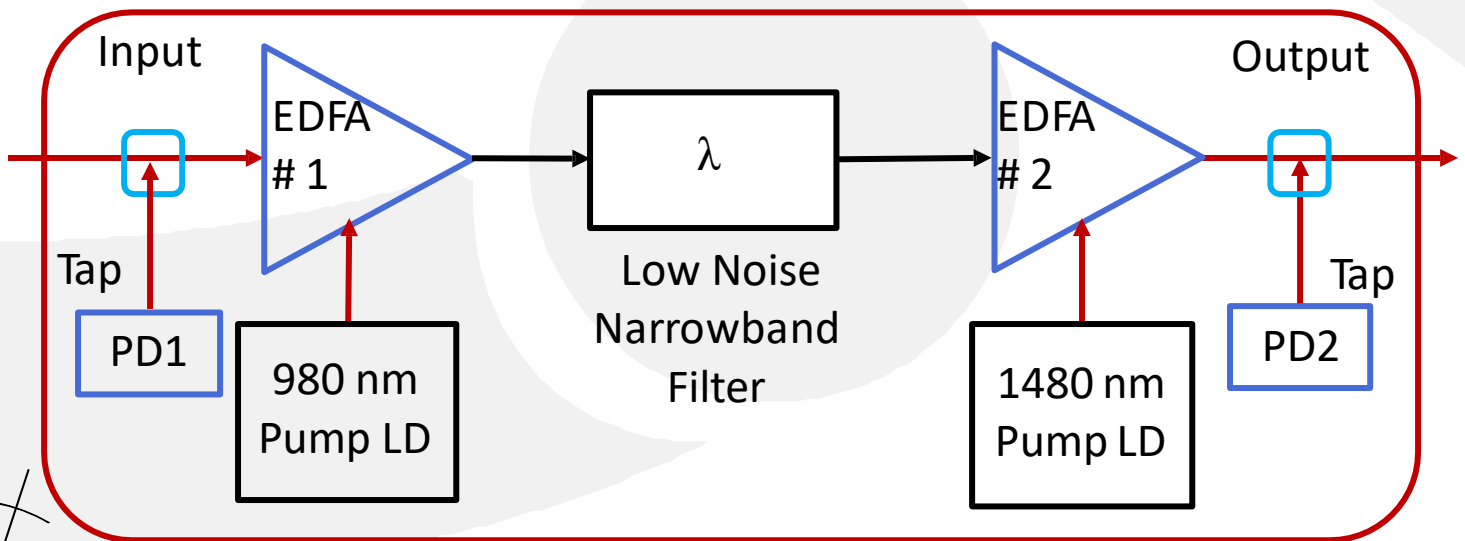 Input
Output
EDFA
# 1
λ
EDFA
# 2
Tap
PD1
980 nm
Pump LD
Low Noise
Narrowband
Filter
1480 nm
Pump LD
Tap
PD2